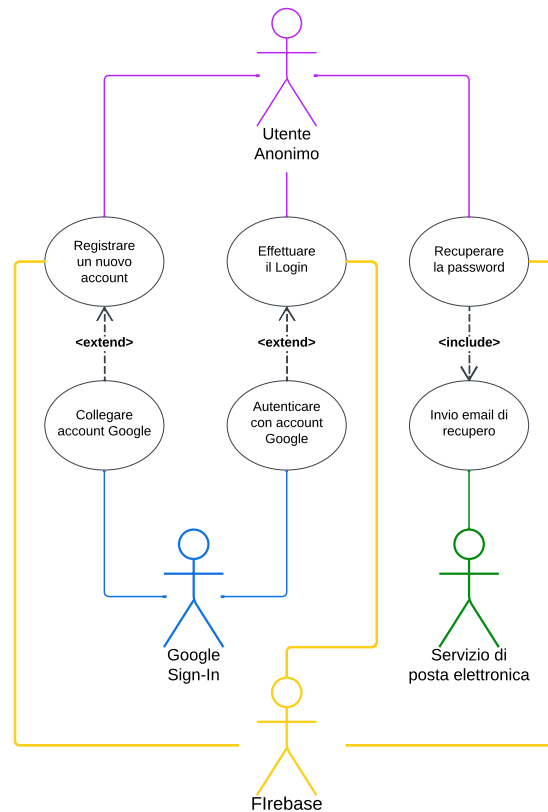 Utente
Anonimo
Registrare
un nuovo
account
Effettuare
il Login
Recuperare
la password
<extend>
<extend>
<include>
Collegare
account Google
Autenticare
con account
Google
Invio email di
recupero
Google
Sign-In
Servizio di
posta elettronica
FIrebase